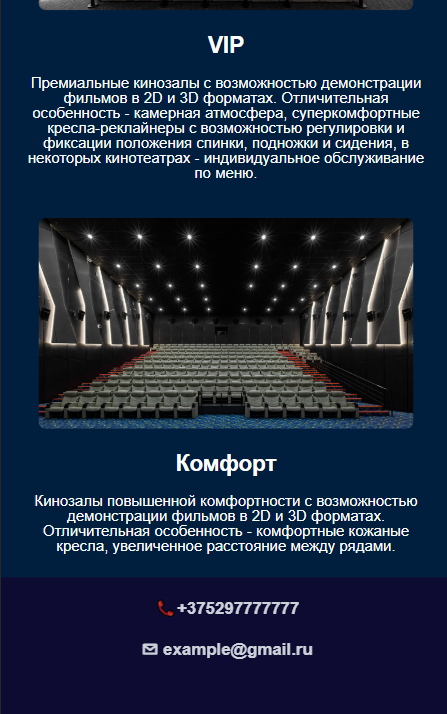 VIP
Премиальные кинозалы с возможностью демонстрации
фильмов в 2D и 3D форматах. Отличительная
особенность - камерная атмосфера, суперкомфортные
кресла-реклайнеры с возможностью регулировки и
фиксации положения спинки, подножки и сидения, в
некоторых кинотеатрах - индивидуальное обслуживание
по меню.
Комфорт
Кинозалы повышенной комфортности с возможностью
демонстрации фильмов в 2D и 3D форматах.
Отличительная особенность - комфортные кожаные
кресла, увеличенное расстояние между рядами.
+375297777777
example@gmail.ru